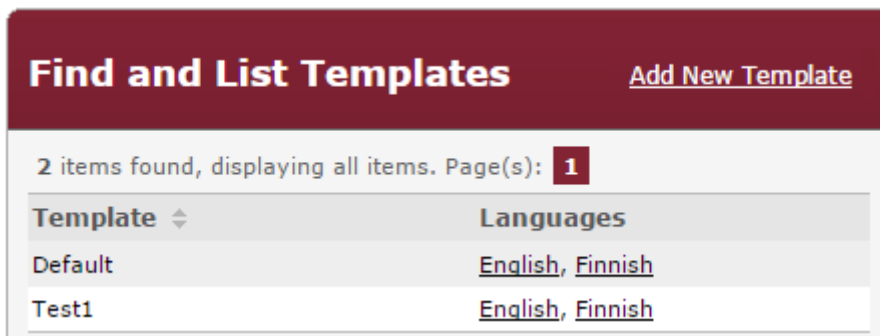 Find and List Templates Add New Template
2 items found, displaying all items. Page(s): 1
Template Languages
Default English, Finnish
Test1 English, Finnish